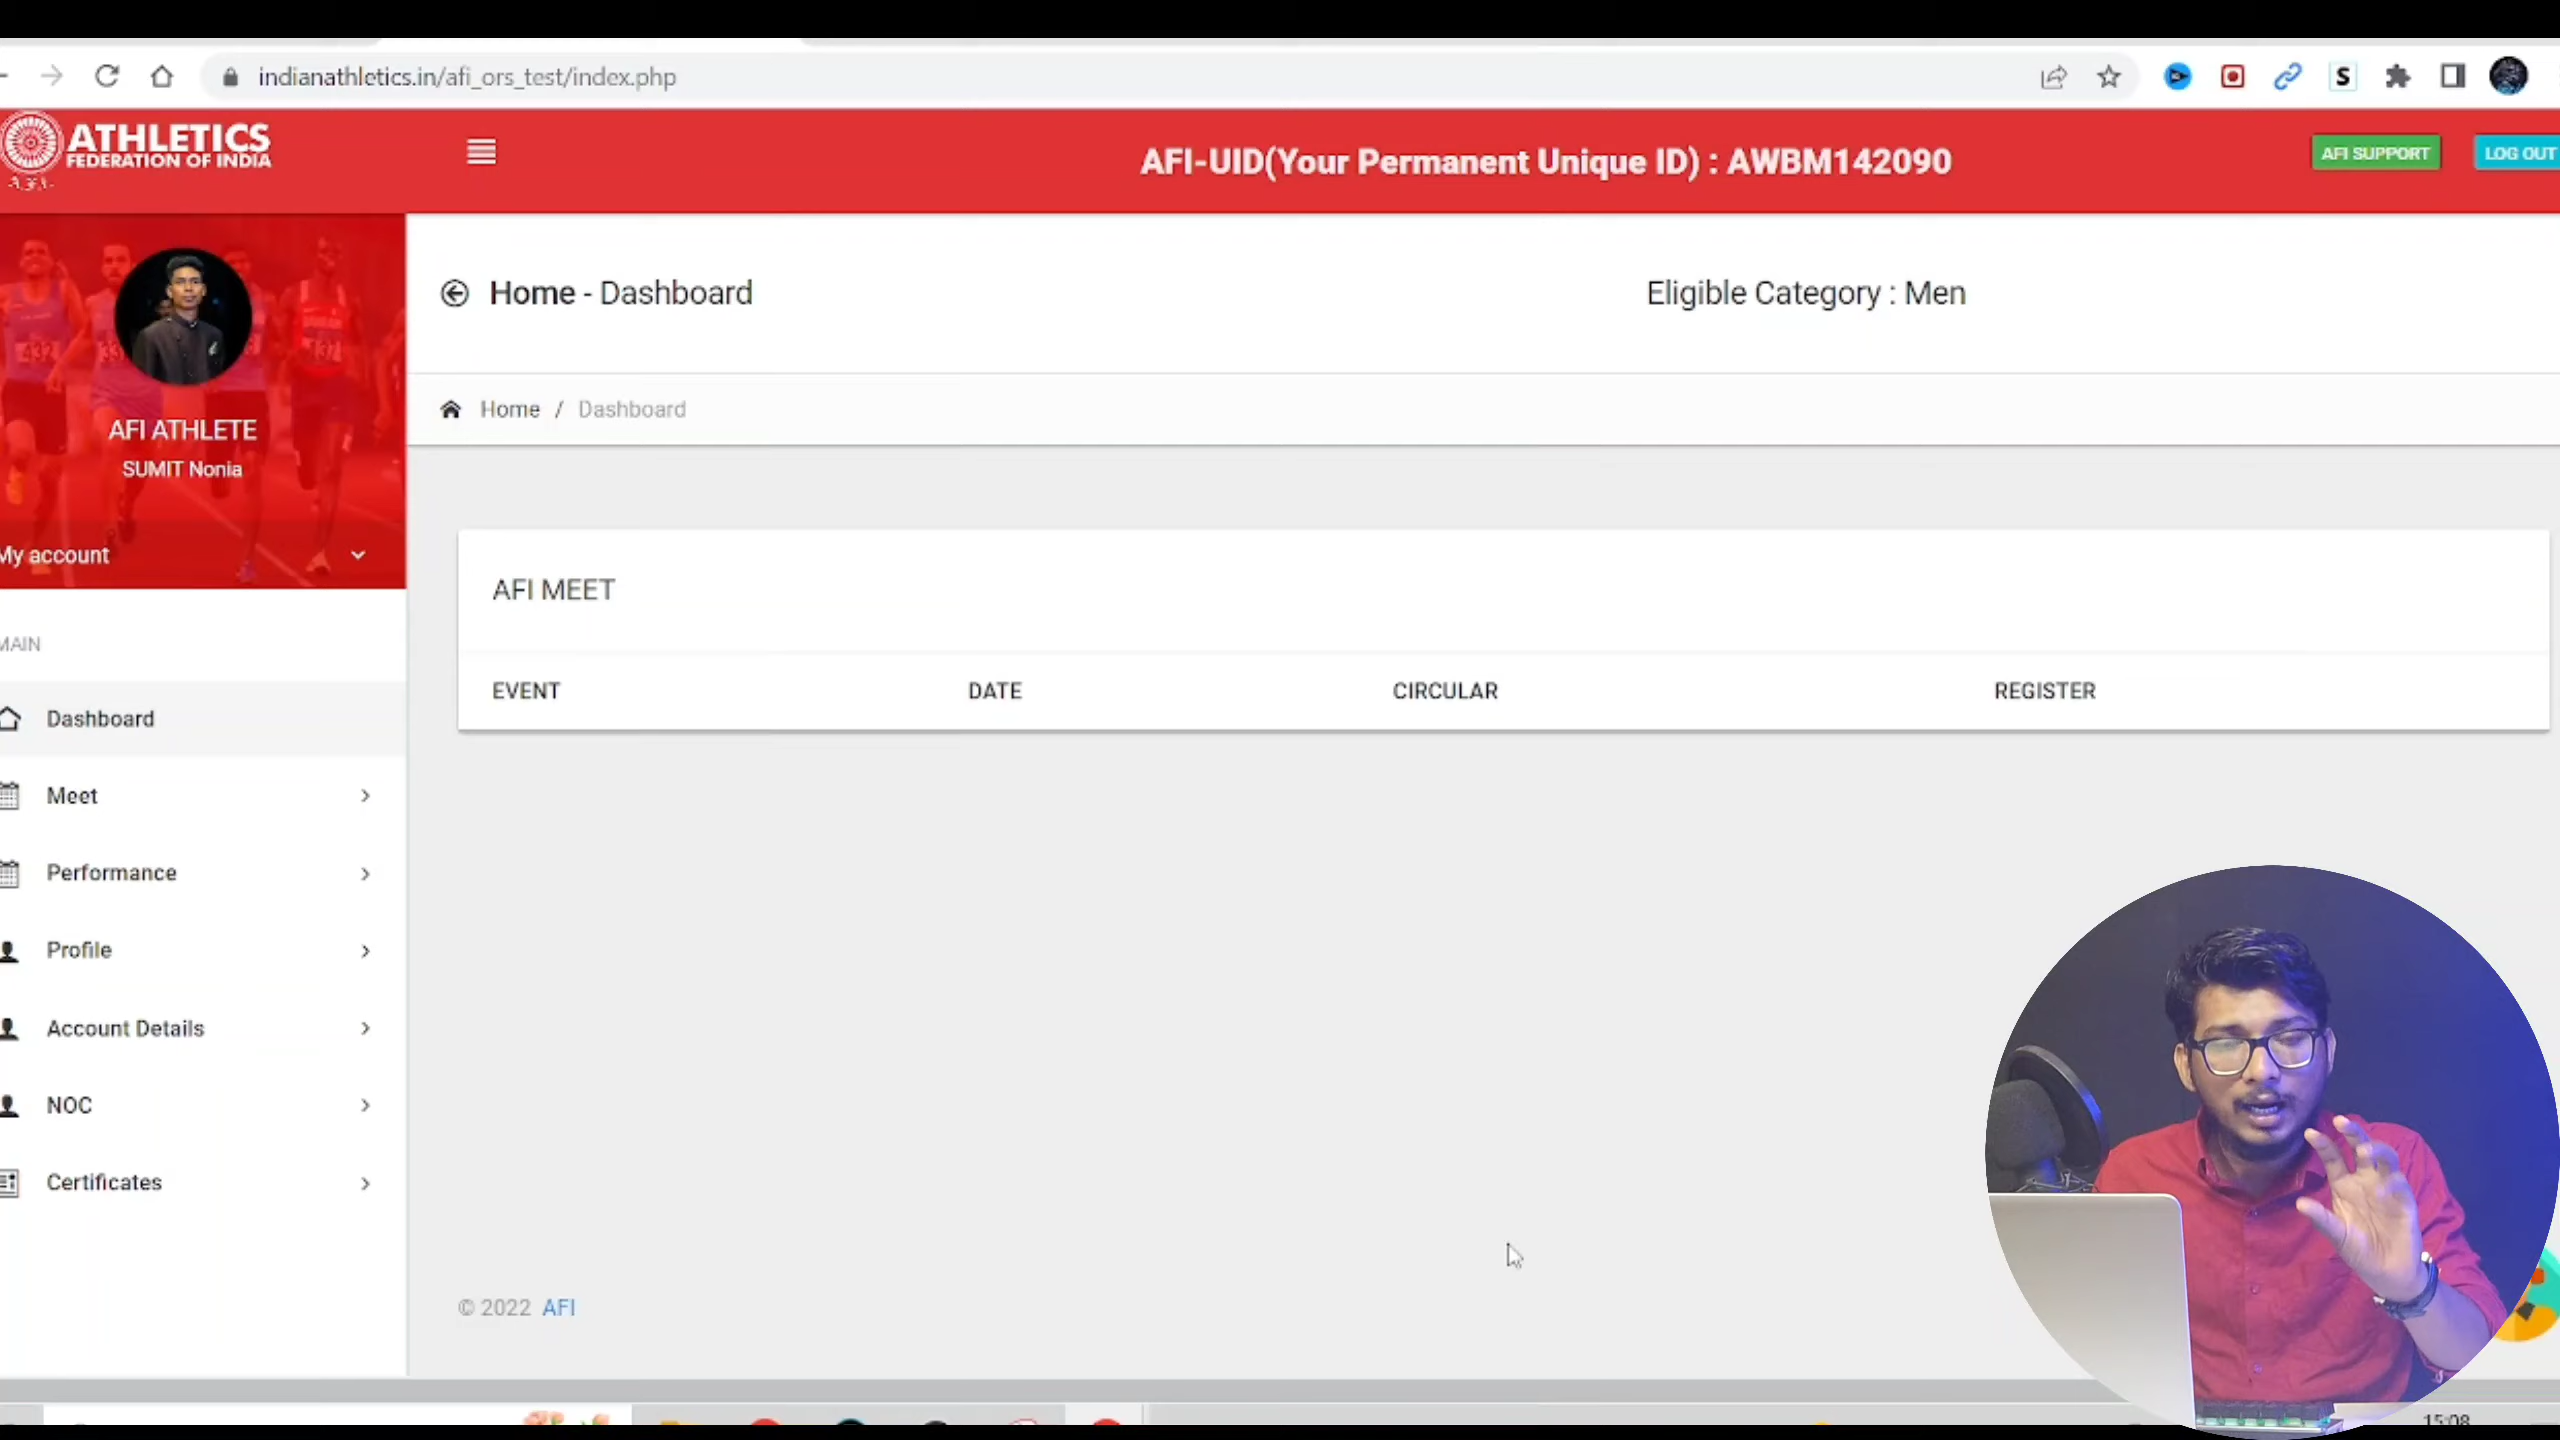 indianathletics.in/afi_ors_test/index.php
S
ATHLETICS
FEDERATION OF INDIA
A.F.I.
AFI-UID(Your Permanent Unique ID) : AWBM142090
AFI SUPPORT
LOG OUT
AFI ATHLETE
SUMIT Nonia
My account
Home - Dashboard
Eligible Category : Men
Home / Dashboard
AFI MEET
EVENT DATE CIRCULAR REGISTER
MAIN
Dashboard
Meet
Performance
Profile
Account Details
NOC
Certificates
© 2022 AFI
15:08